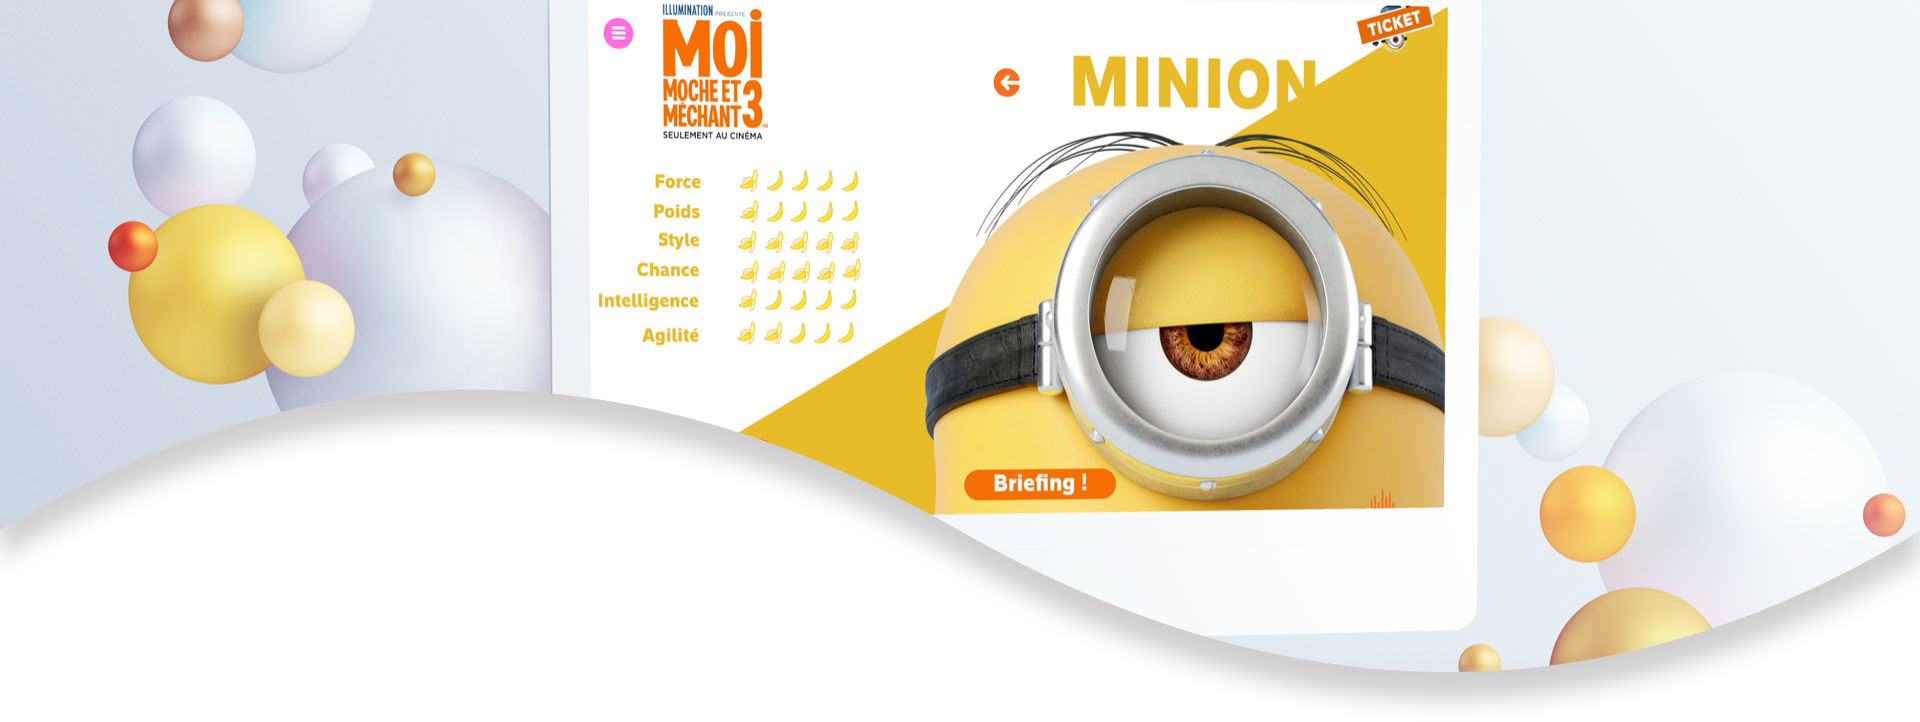 ILLUMINATION PRÉSENTE
MOI
MOCHE ET
MÉCHANT 3
SEULEMENT AU CINÉMA
TICKET
MINION
Force
Poids
Style
Chance
Intelligence
Agilité
Briefing !